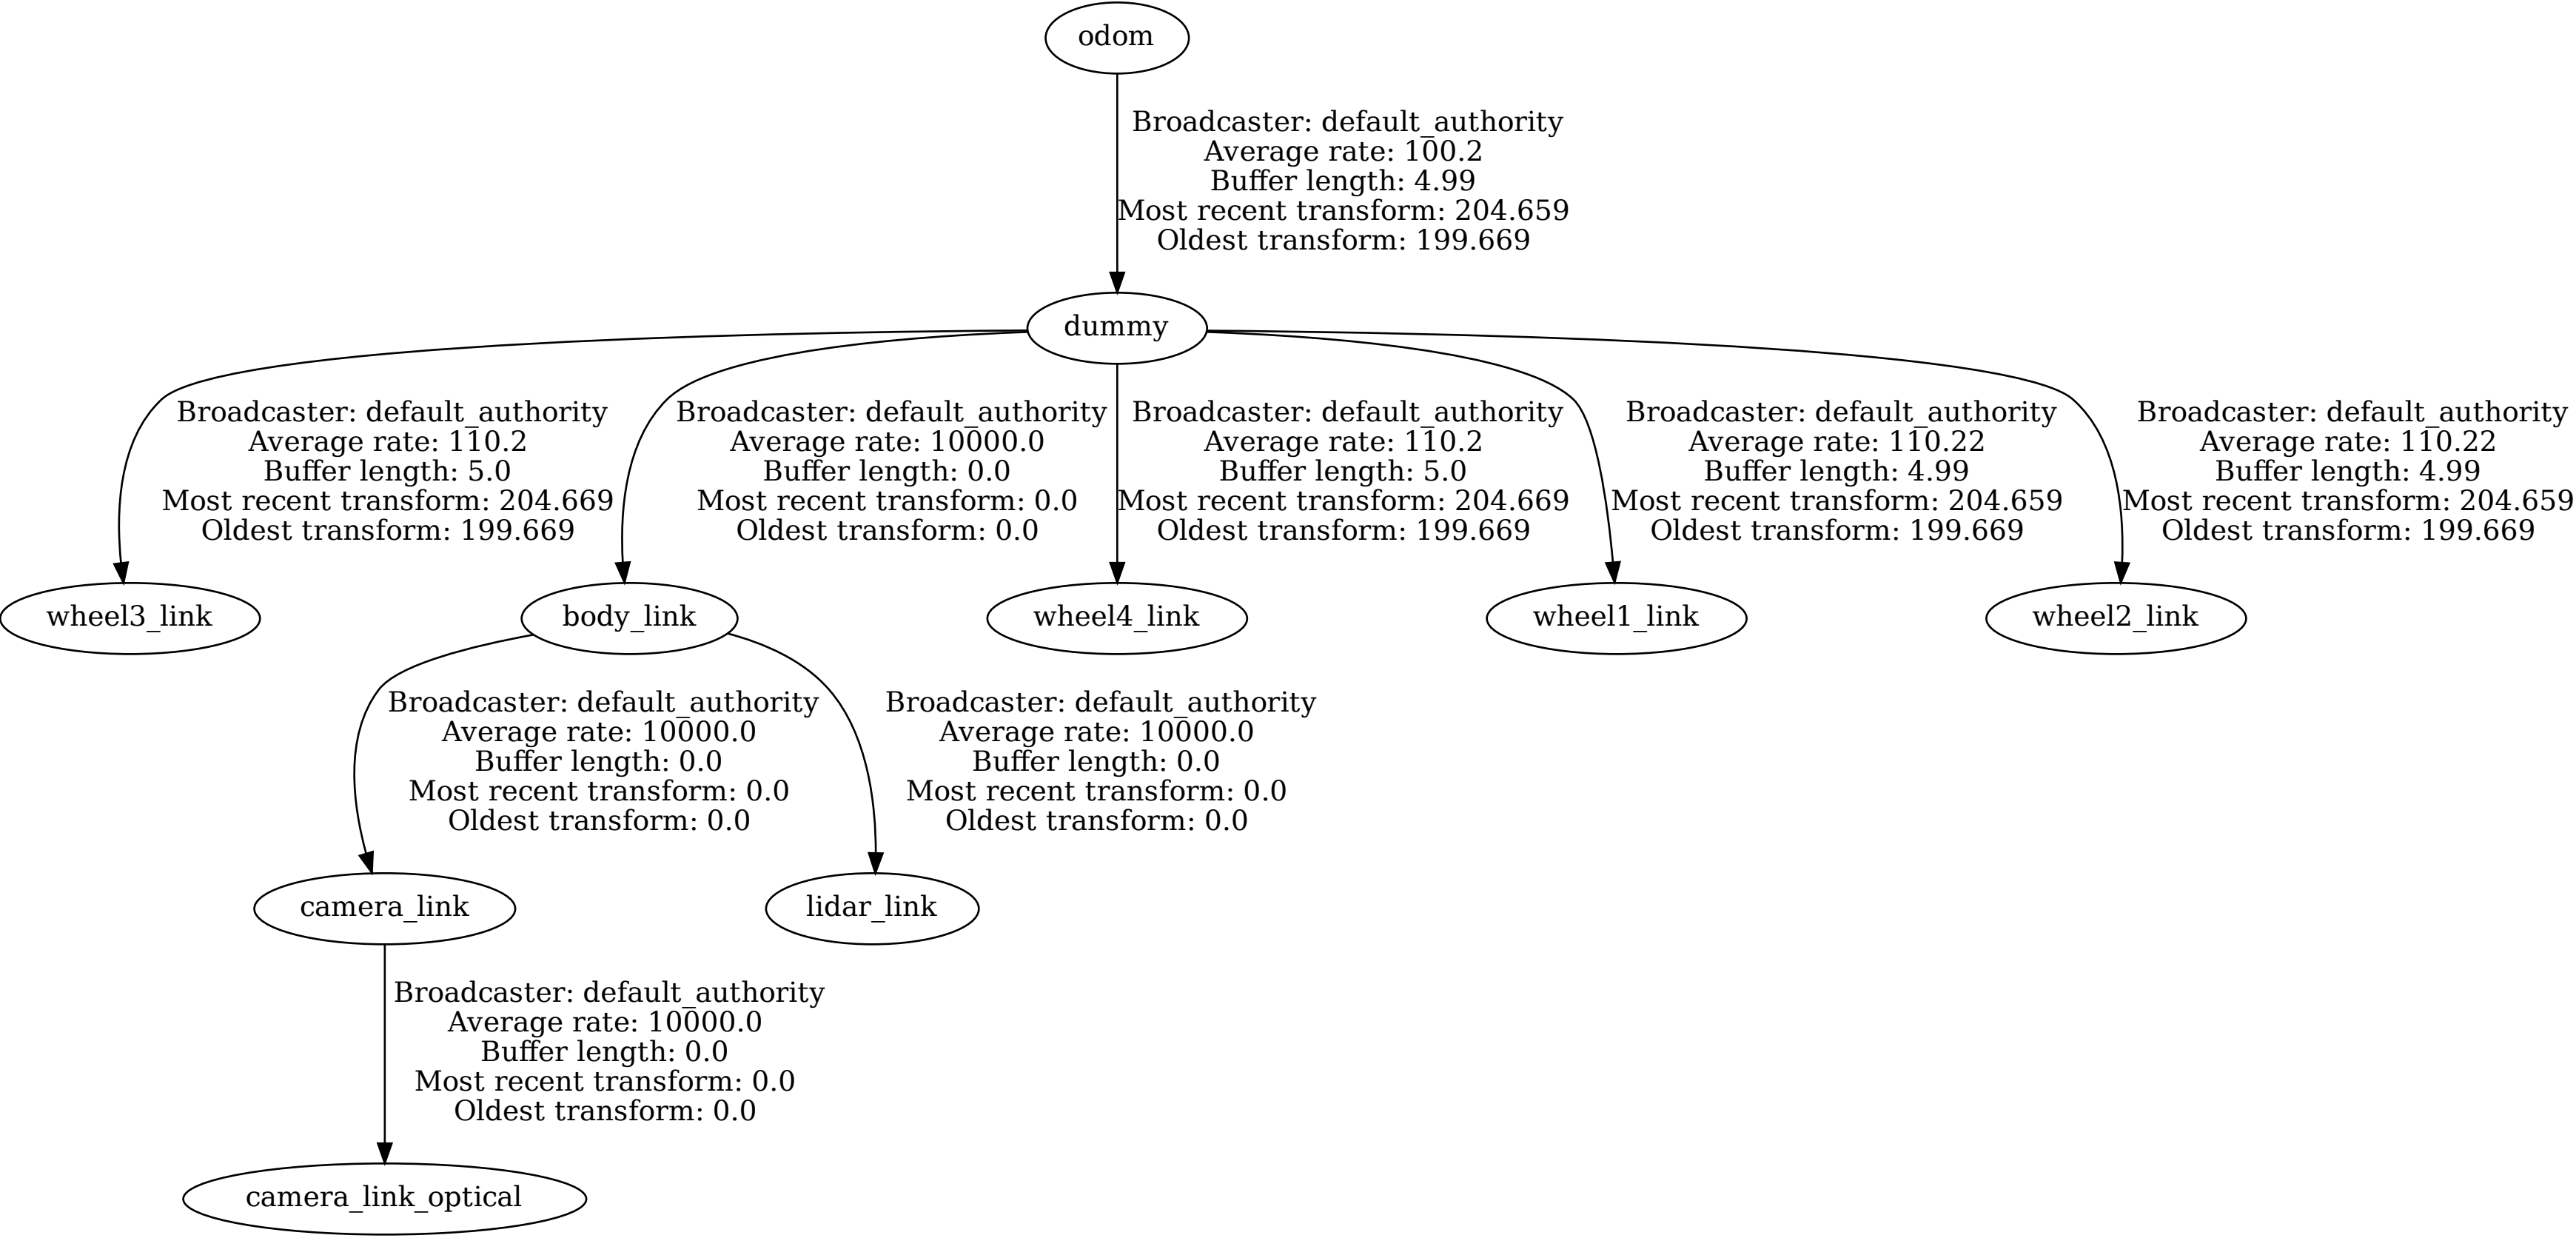 odom
Broadcaster: default_authority
Average rate: 100.2
Buffer length: 4.99
Most recent transform: 204.659
Oldest transform: 199.669
dummy
Broadcaster: default_authority
Average rate: 110.2
Buffer length: 5.0
Most recent transform: 204.669
Oldest transform: 199.669
Broadcaster: default_authority
Average rate: 10000.0
Buffer length: 0.0
Most recent transform: 0.0
Oldest transform: 0.0
Broadcaster: default_authority
Average rate: 110.2
Buffer length: 5.0
Most recent transform: 204.669
Oldest transform: 199.669
Broadcaster: default_authority
Average rate: 110.22
Buffer length: 4.99
Most recent transform: 204.659
Oldest transform: 199.669
Broadcaster: default_authority
Average rate: 110.22
Buffer length: 4.99
Most recent transform: 204.659
Oldest transform: 199.669
wheel3_link
body_link
wheel4_link
wheel1_link
wheel2_link
Broadcaster: default_authority
Average rate: 10000.0
Buffer length: 0.0
Most recent transform: 0.0
Oldest transform: 0.0
Broadcaster: default_authority
Average rate: 10000.0
Buffer length: 0.0
Most recent transform: 0.0
Oldest transform: 0.0
camera_link
lidar_link
Broadcaster: default_authority
Average rate: 10000.0
Buffer length: 0.0
Most recent transform: 0.0
Oldest transform: 0.0
camera_link_optical